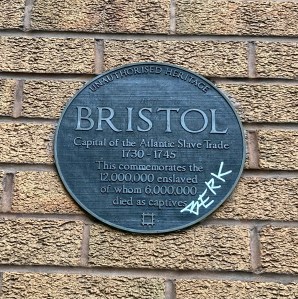 UNAUTHORISED HERITAGE
BRISTOL
Capital of the Atlantic Slave Trade
1730 - 1745
This commemorates the
12,000,000 enslaved
of whom 6,000,000
died as captives
BERK